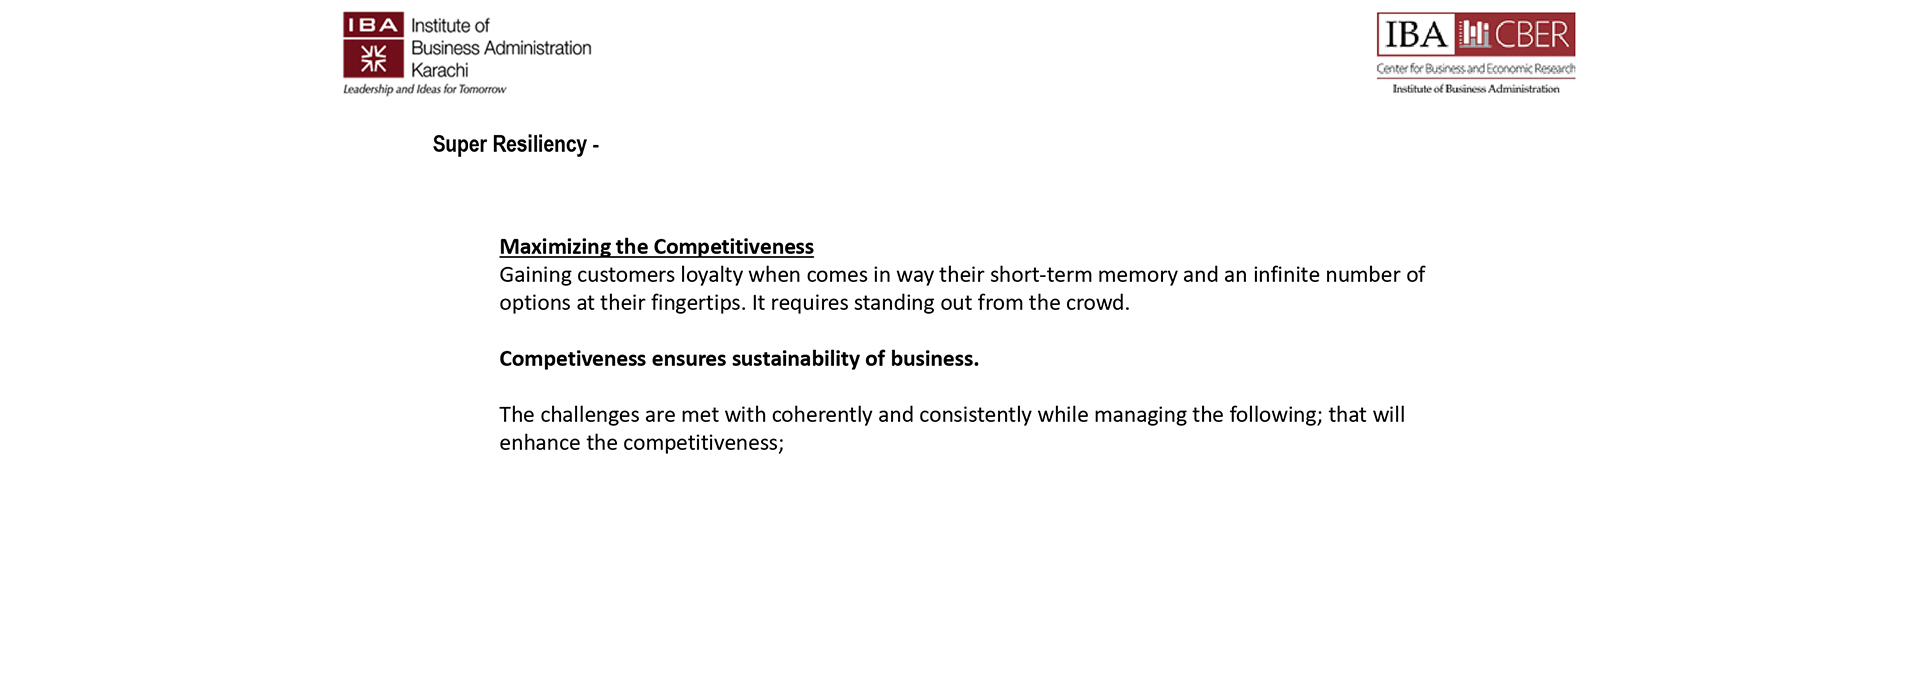 IBA
Institute of
Business Administration
Karachi
Leadership and Ideas for Tomorrow
IBA CBER
Center for Business and Economic Research
Institute of Business Administration
Super Resiliency -
Maximizing the Competitiveness
Gaining customers loyalty when comes in way their short-term memory and an infinite number of
options at their fingertips. It requires standing out from the crowd.
Competiveness ensures sustainability of business.
The challenges are met with coherently and consistently while managing the following; that will
enhance the competitiveness;